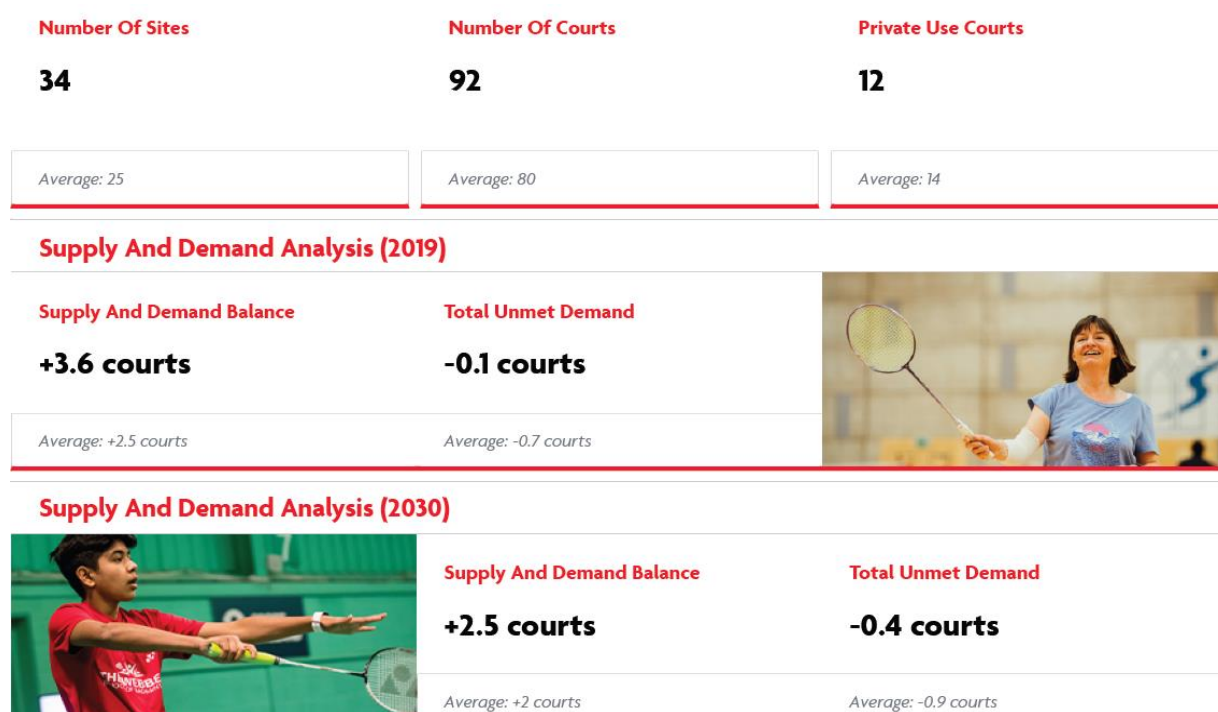 Number Of Sites
Number Of Courts
Private Use Courts
34
92
12
Average: 25
Average: 80
Average: 14
Supply And Demand Analysis (2019)
Supply And Demand Balance
Total Unmet Demand
+3.6 courts
-0.1 courts
Average: +2.5 courts
Average: -0.7 courts
Supply And Demand Analysis (2030)
Supply And Demand Balance
Total Unmet Demand
+2.5 courts
-0.4 courts
Average: +2 courts
Average: -0.9 courts